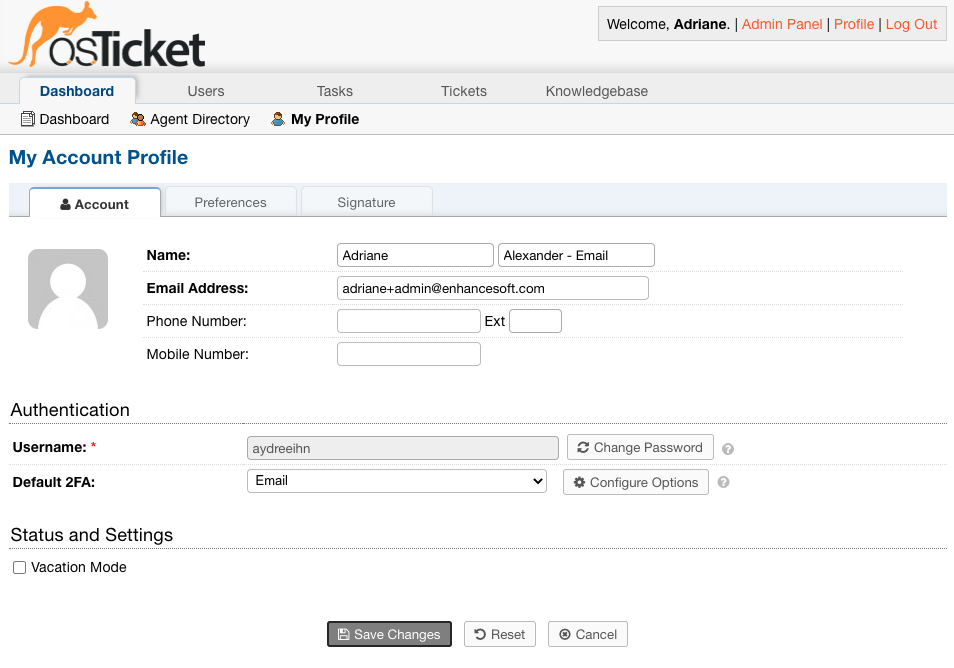 osTicket
Welcome, Adriane. | Admin Panel | Profile | Log Out
Dashboard Users Tasks Tickets Knowledgebase
Dashboard Agent Directory My Profile
My Account Profile
Account Preferences Signature
Name: Adriane Alexander - Email
Email Address: adriane+admin@enhancesoft.com
Phone Number: Ext
Mobile Number:
Authentication
Username: * aydreeihn Change Password ?
Default 2FA: Email Configure Options ?
Status and Settings
Vacation Mode
Save Changes Reset Cancel